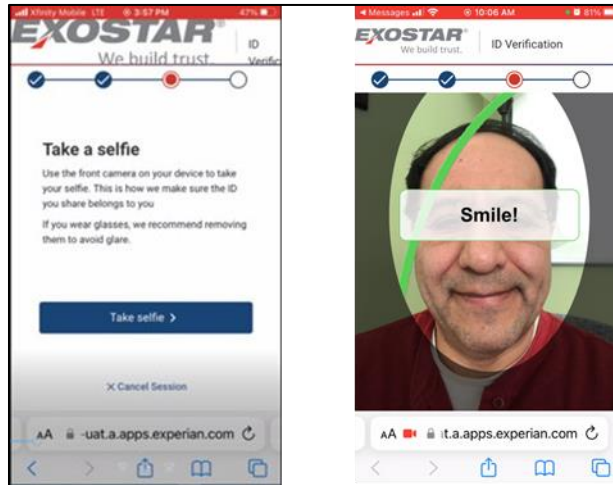 Xfinity Mobile LTE 3:57 PM 47%
EXOSTAR®
We build trust.
ID
Verific
Take a selfie
Use the front camera on your device to take
your selfie. This is how we make sure the ID
you share belongs to you
If you wear glasses, we recommend removing
them to avoid glare.
Take selfie >
X Cancel Session
AA -uat.a.apps.experian.com
Messages 10:06 AM 81%
EXOSTAR®
We build trust.
ID Verification
Smile!
AA t.a.apps.experian.com